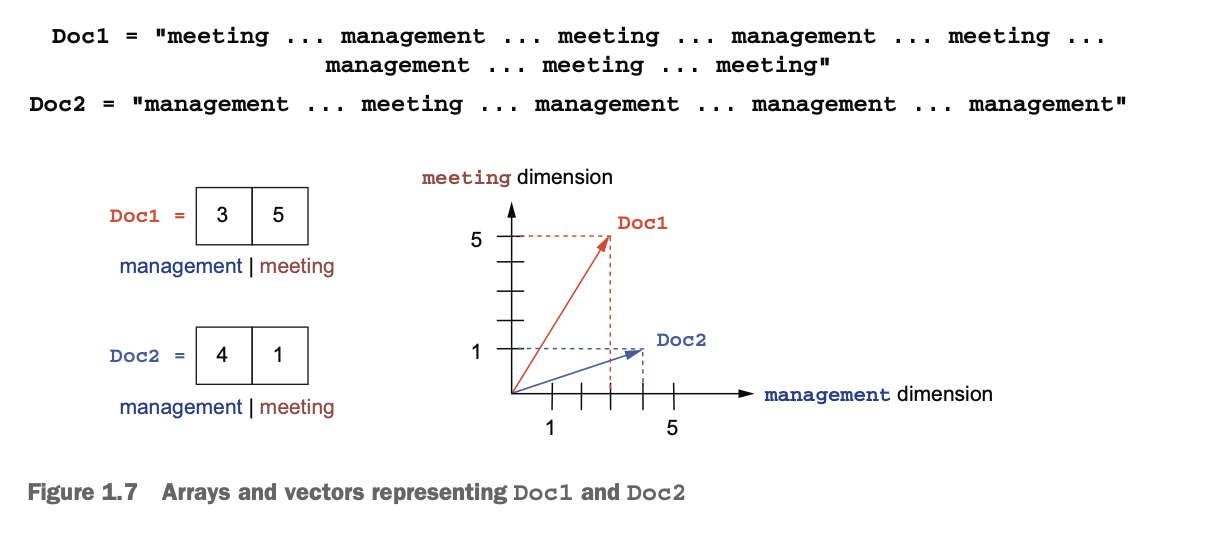 Doc1 = "meeting ... management ... meeting ... management ... meeting ...
management ... meeting ... meeting"
Doc2 = "management ... meeting ... management ... management ... management"
Doc1 = 3 5
management | meeting
Doc2 = 4 1
management | meeting
meeting dimension
5
Doc1
1
Doc2
management dimension
1 5
Figure 1.7 Arrays and vectors representing Doc1 and Doc2